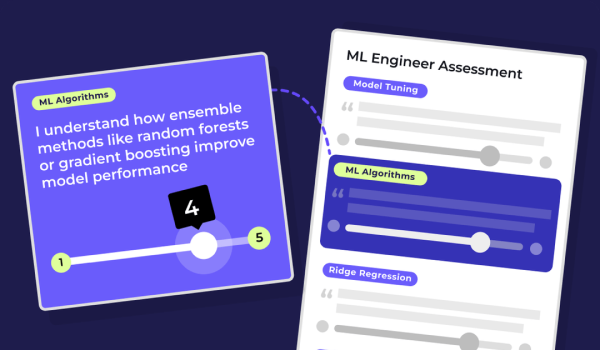 ML Algorithms
I understand how ensemble
methods like random forests
or gradient boosting improve
model performance
4
1
5
ML Engineer Assessment
Model Tuning
“
ML Algorithms
“
Ridge Regression
“